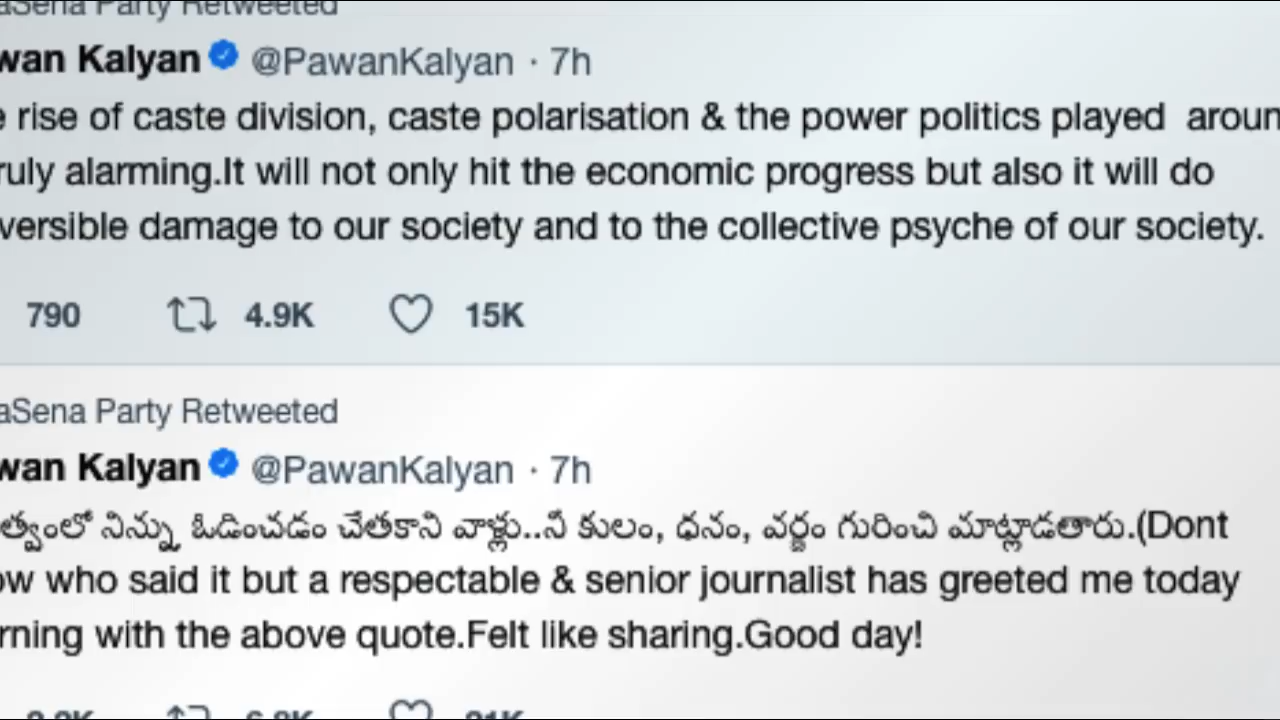 aSena Party Retweeted
wan Kalyan @PawanKalyan · 7h
e rise of caste division, caste polarisation & the power politics played aroun
ruly alarming.It will not only hit the economic progress but also it will do
versible damage to our society and to the collective psyche of our society.
790 4.9K 15K
aSena Party Retweeted
wan Kalyan @PawanKalyan · 7h
త్వంలో నిన్ను ఓడించడం చేతకాని వాళ్లు..నీ కులం, ధనం, వర్ణం గురించి మాట్లాడతారు.(Dont
ow who said it but a respectable & senior journalist has greeted me today
rning with the above quote.Felt like sharing.Good day!